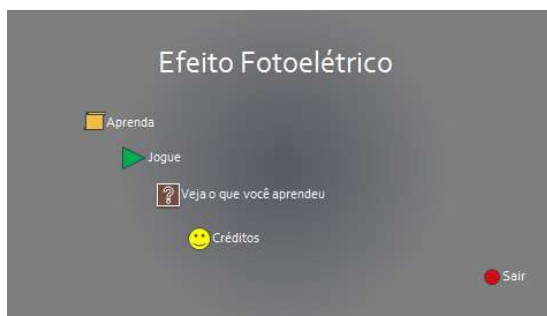 Efeito Fotoelétrico
Aprenda
Jogue
?
Veja o que você aprendeu
Créditos
Sair